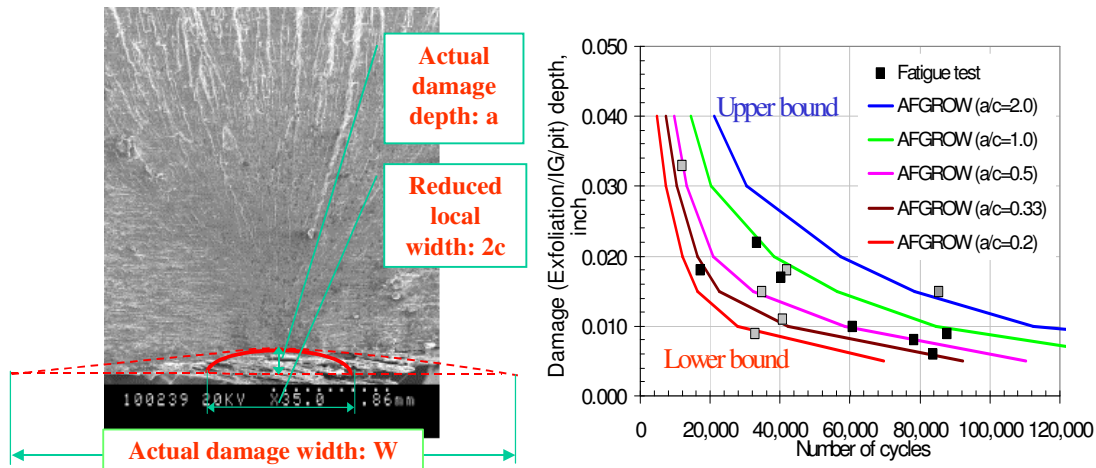 Actual
damage
depth: a
Reduced
local
width: 2c
100239 20KV X35.0 .86mm
Actual damage width: W
Damage (Exfoliation/IG/pit) depth,
inch
0.050
0.040
0.030
0.020
0.010
0.000
Upper bound
Lower bound
Fatigue test
AFGROW (a/c=2.0)
AFGROW (a/c=1.0)
AFGROW (a/c=0.5)
AFGROW (a/c=0.33)
AFGROW (a/c=0.2)
0 20,000 40,000 60,000 80,000 100,000 120,000
Number of cycles